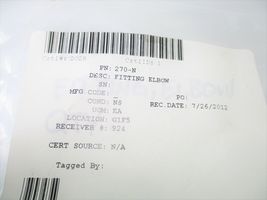 PN: 270-N
DESC: FITTING ELBOW
SN:
MFG CODE: _ PO:
COND: NS REC.DATE: 7/26/2012
UOM: EA
LOCATION: G1F5
RECEIVER #: 924
CERT SOURCE: N/A
Tagged By: